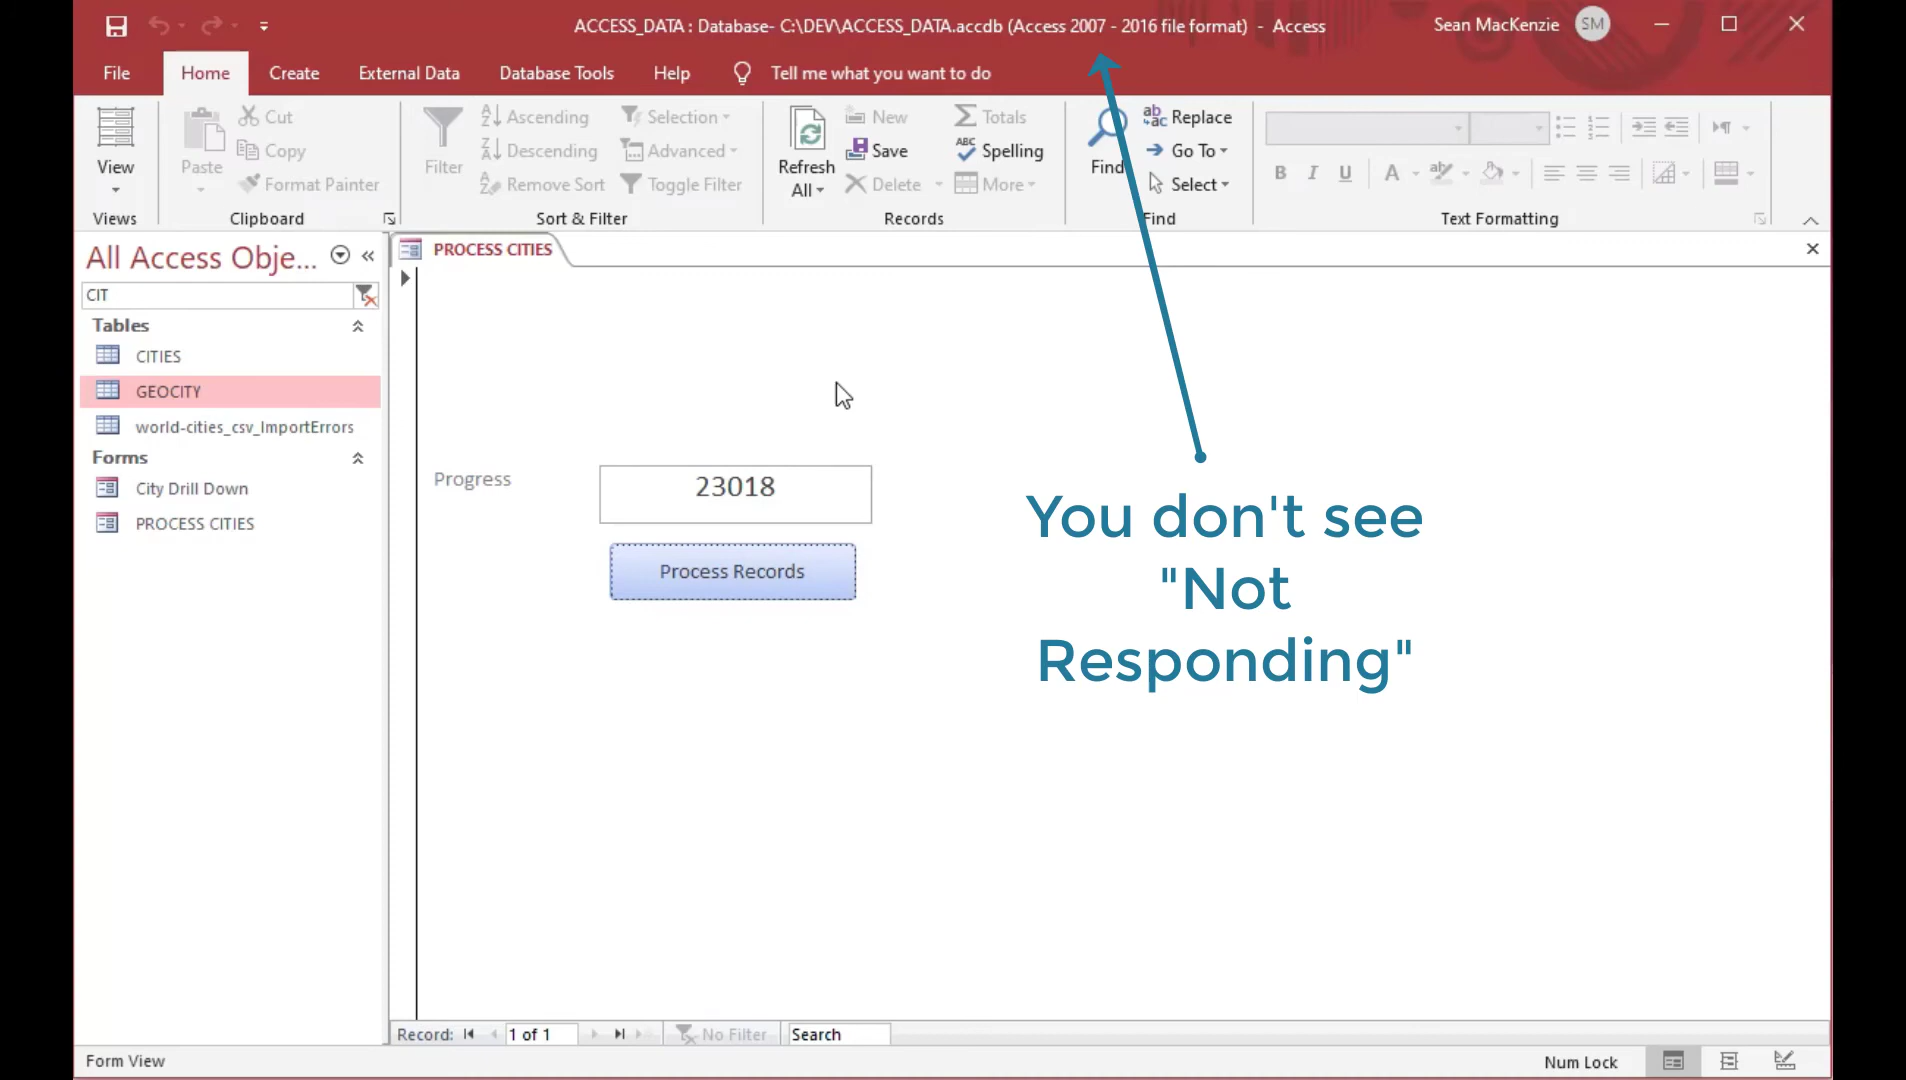 ACCESS_DATA : Database- C:\DEV\ACCESS_DATA.accdb (Access 2007 - 2016 file format) - Access
Sean MacKenzie SM
File Home Create External Data Database Tools Help Tell me what you want to do
View
Views
Paste
Cut
Copy
Format Painter
Clipboard
Filter
Ascending
Descending
Remove Sort
Selection
Advanced
Toggle Filter
Sort & Filter
Refresh
All
New
Save
Delete
Totals
Spelling
More
Records
Find
Replace
Go To
Select
Find
B I U A
Text Formatting
All Access Obje...
CIT
Tables
CITIES
GEOCITY
world-cities_csv_ImportErrors
Forms
City Drill Down
PROCESS CITIES
PROCESS CITIES
Progress
23018
Process Records
You don't see
"Not
Responding"
Record: 1 of 1 No Filter Search
Form View
Num Lock